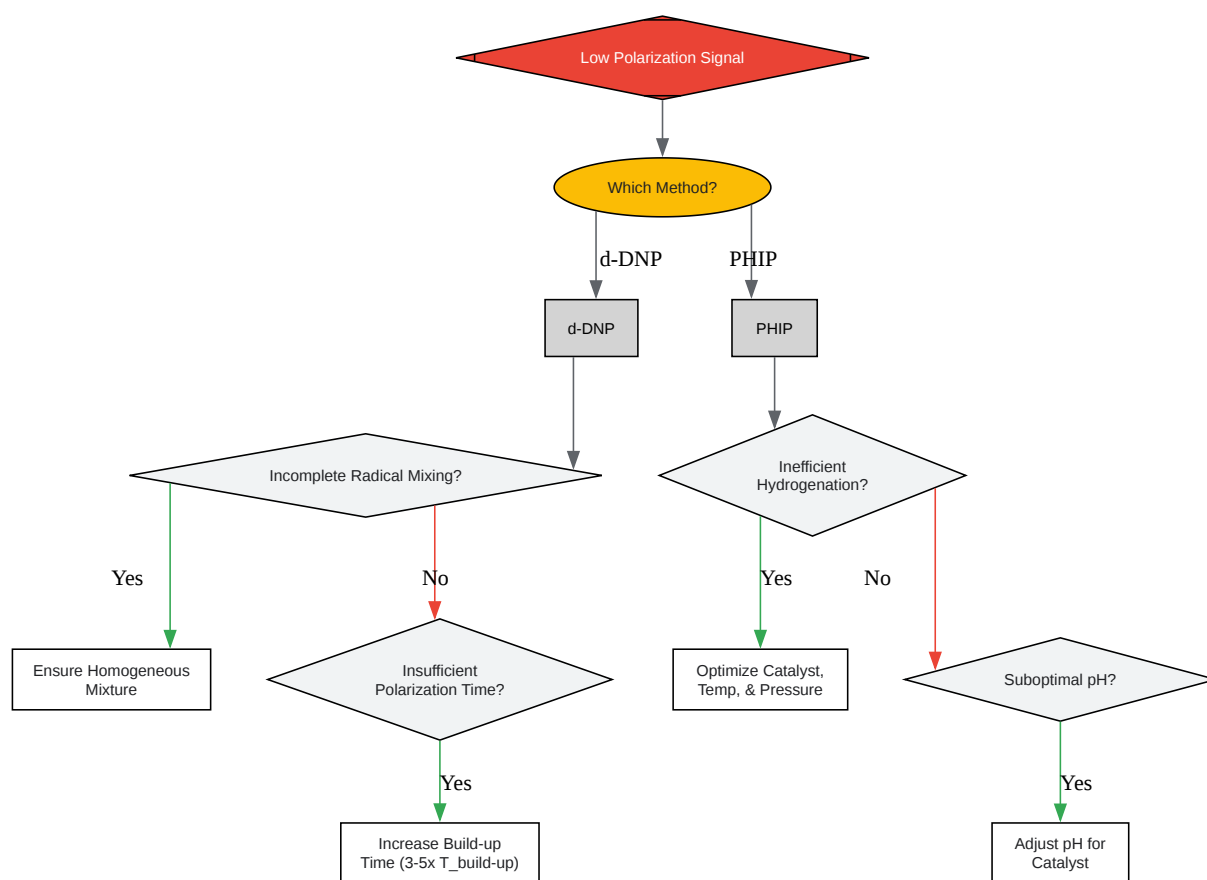 Low Polarization Signal
Which Method?
d-DNP
PHIP
d-DNP
PHIP
Incomplete Radical Mixing?
Inefficient
Hydrogenation?
Yes
No
Yes
No
Ensure Homogeneous
Mixture
Insufficient
Polarization Time?
Optimize Catalyst,
Temp, & Pressure
Suboptimal pH?
Yes
Yes
Increase Build-up
Time (3-5x T_build-up)
Adjust pH for
Catalyst